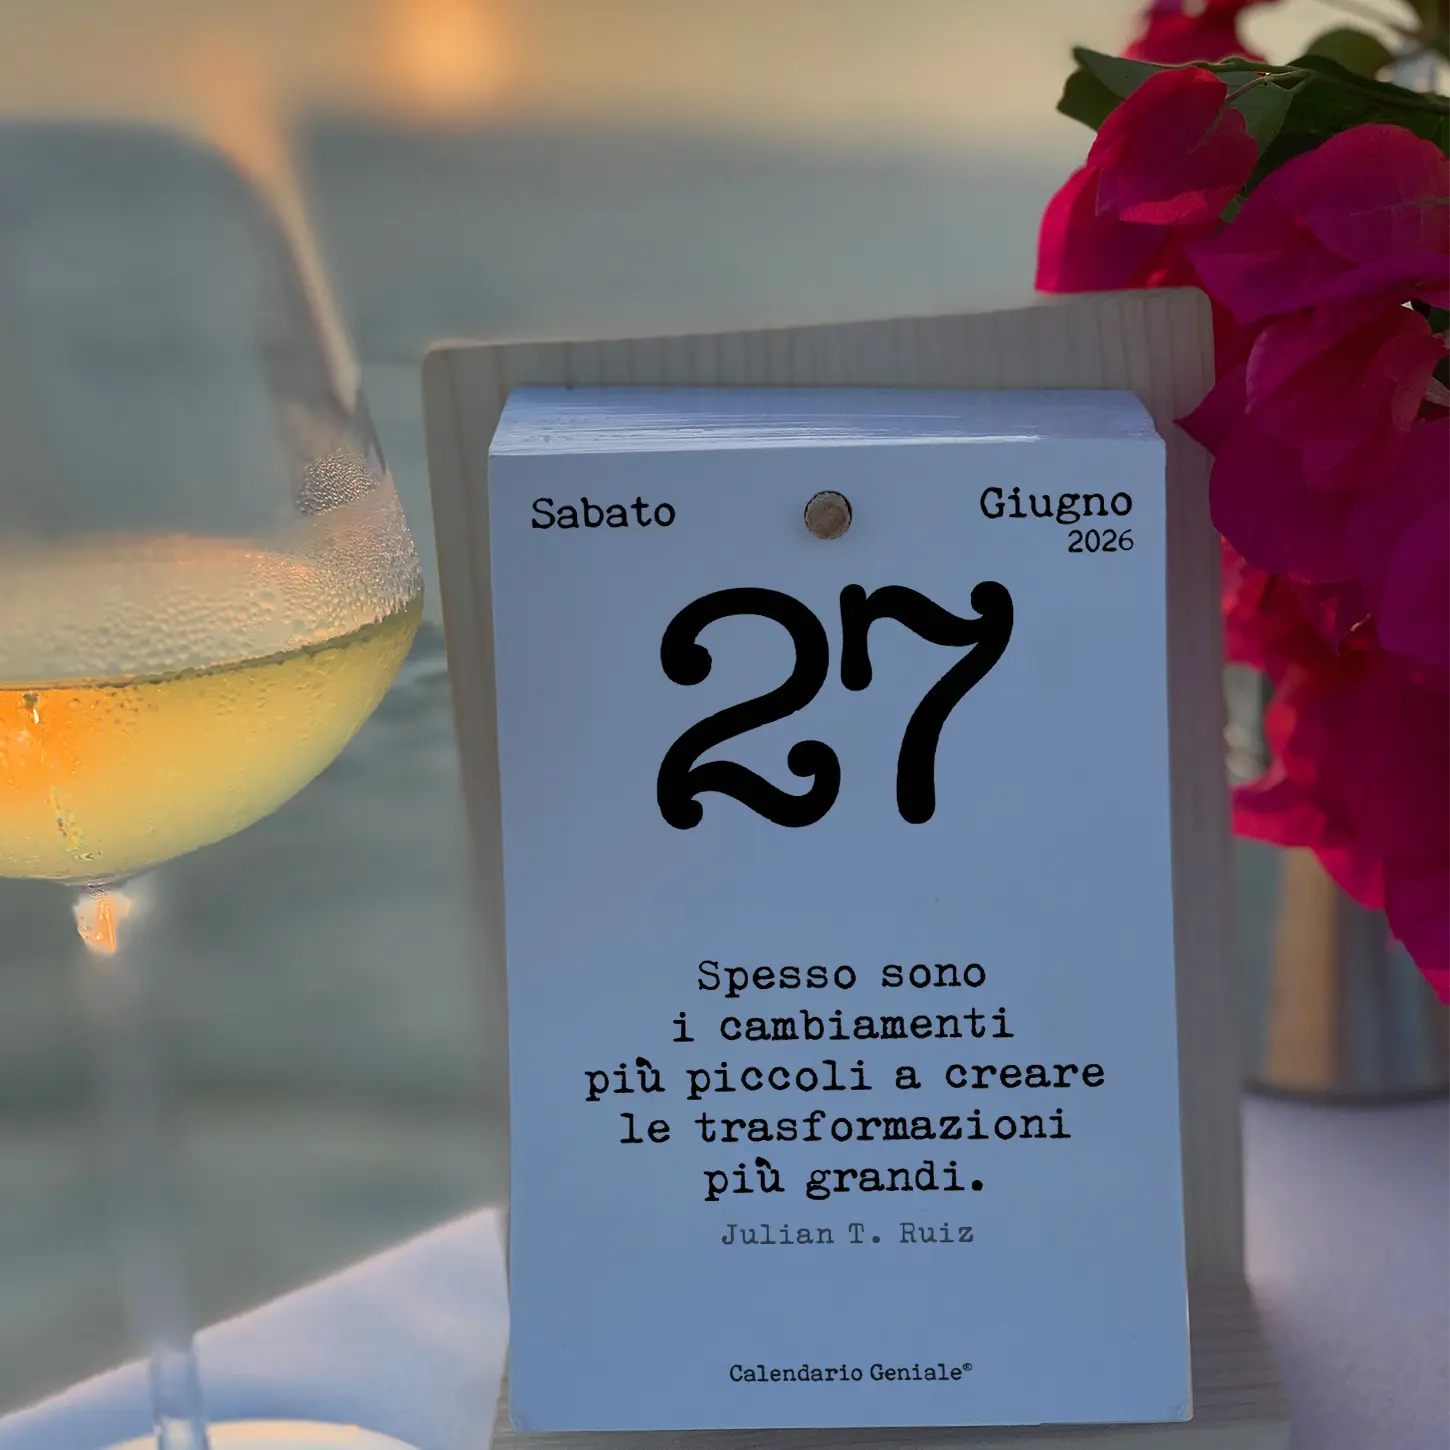 Sabato
Giugno
2026
27
Spesso sono
i cambiamenti
più piccoli a creare
le trasformazioni
più grandi.
Julian T. Ruiz
Calendario Geniale®